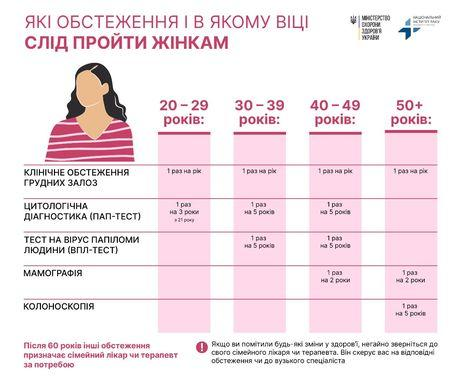 ЯКІ ОБСТЕЖЕННЯ І В ЯКОМУ ВІЦІ
СЛІД ПРОЙТИ ЖІНКАМ
МІНІСТЕРСТВО
ОХОРОНИ
ЗДОРОВ'Я
УКРАЇНИ
НАЦІОНАЛЬНИЙ
ІНСТИТУТ РАКУ
20 – 29
років:
30 – 39
років:
40 – 49
років:
50+
років:
КЛІНІЧНЕ ОБСТЕЖЕННЯ
ГРУДНИХ ЗАЛОЗ
1 раз на рік
1 раз на рік
1 раз на рік
1 раз на рік
ЦИТОЛОГІЧНА
ДІАГНОСТИКА (ПАП-ТЕСТ)
1 раз
на 3 роки
з 21 року
1 раз
на 5 років
1 раз
на 5 років
ТЕСТ НА ВІРУС ПАПІЛОМИ
ЛЮДИНИ (ВПЛ-ТЕСТ)
1 раз
на 5 років
1 раз
на 5 років
МАМОГРАФІЯ
1 раз
на 2 роки
1 раз
на 2 роки
КОЛОНОСКОПІЯ
1 раз
на 5 років
Після 60 років інші обстеження
призначає сімейний лікар чи терапевт
за потребою
Якщо ви помітили будь-які зміни у здоров'ї, негайно зверніться до
свого сімейного лікаря чи терапевта. Він скерує вас на відповідні
обстеження чи до вузького спеціаліста